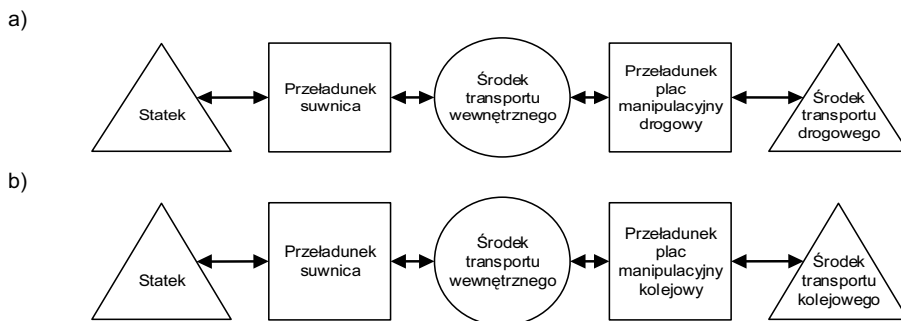 a)
Statek
Przeładunek
suwnica
Środek
transportu
wewnętrznego
Przeładunek
plac
manipulacyjny
drogowy
Środek
transportu
drogowego
b)
Statek
Przeładunek
suwnica
Środek
transportu
wewnętrznego
Przeładunek
plac
manipulacyjny
kolejowy
Środek
transportu
kolejowego